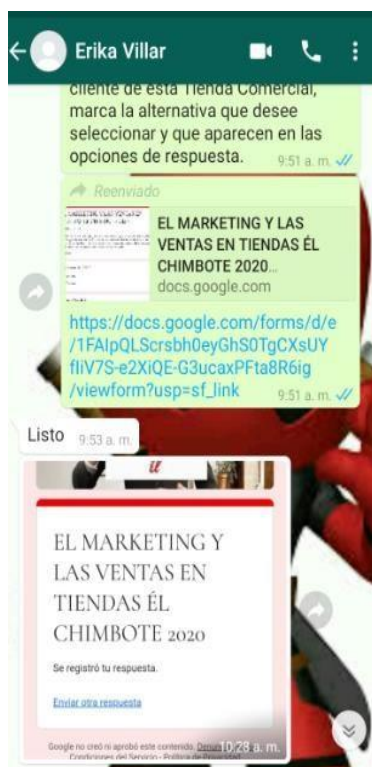 Erika Villar
cliente de esta Tienda Comercial,
marca la alternativa que desee
seleccionar y que aparecen en las
opciones de respuesta.
9:51 a. m.
Reenviado
EL MARKETING Y LAS
VENTAS EN TIENDAS ÉL
CHIMBOTE 2020...
docs.google.com
https://docs.google.com/forms/d/e
/1FAIpQLScrsbh0eyGhS0TgCXsUY
fIiV7S-e2XiQE-G3ucaxPFta8R6ig
/viewform?usp=sf_link
9:51 a. m.
Listo
9:53 a. m.
il
EL MARKETING Y
LAS VENTAS EN
TIENDAS ÉL
CHIMBOTE 2020
Se registró tu respuesta.
Enviar otra respuesta
Google no creó ni aprobó este contenido.
10:28 a. m.
Condiciones del Servicio - Política de Privacidad